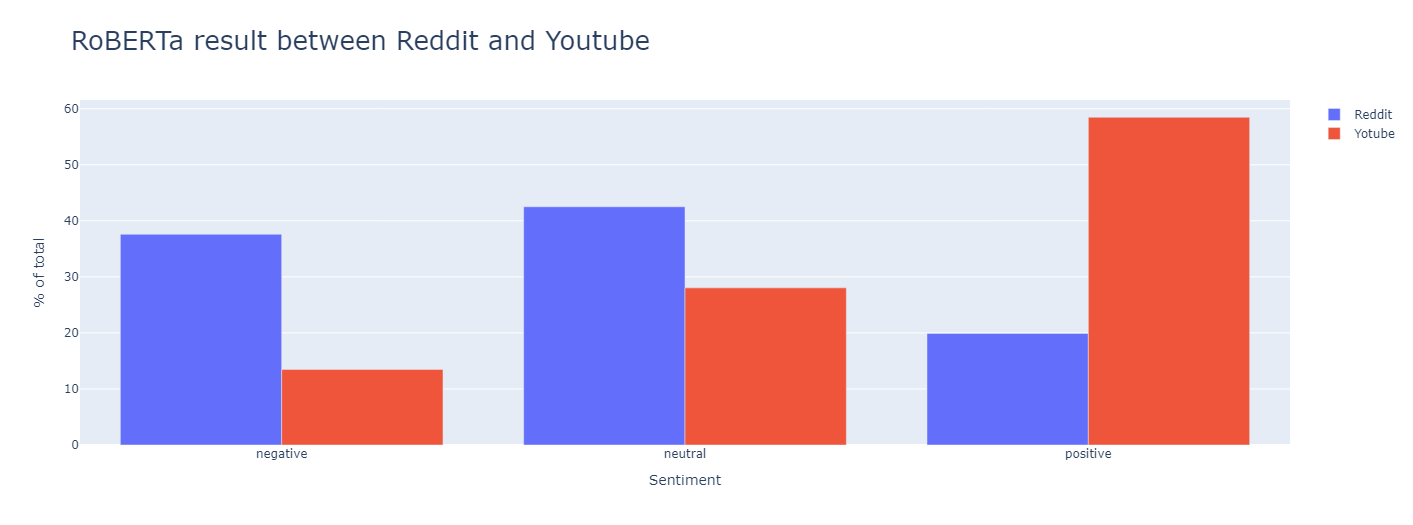 RoBERTa result between Reddit and Youtube
60
50
40
30
20
10
0
% of total
negative
neutral
positive
Sentiment
Reddit
Yotube